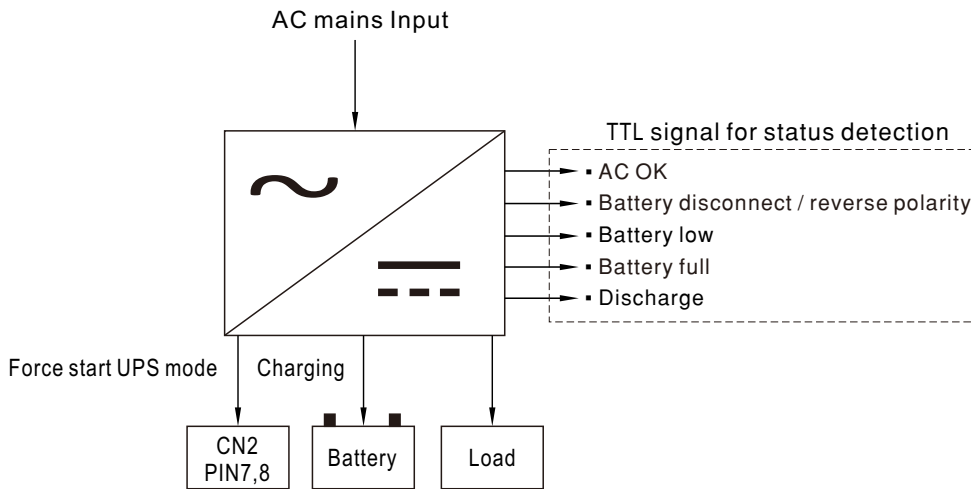 AC mains Input
TTL signal for status detection
▪ AC OK
▪ Battery disconnect / reverse polarity
▪ Battery low
▪ Battery full
▪ Discharge
Force start UPS mode
Charging
CN2
PIN7,8
Battery
Load